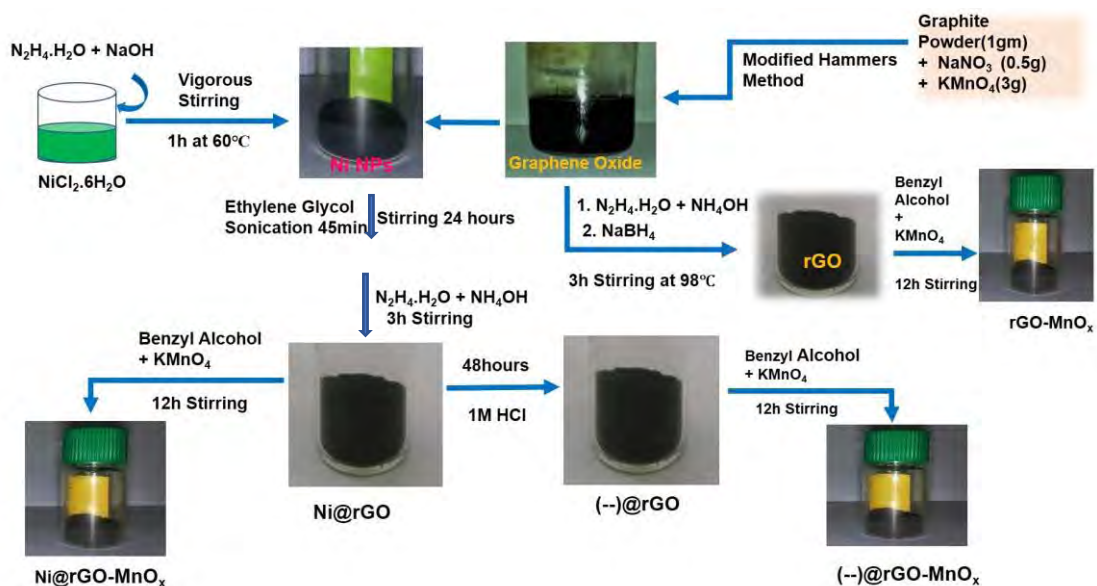 N₂H₄.H₂O + NaOH
Vigorous
Stirring
1h at 60℃
NiCl₂.6H₂O
Ni NPs
Graphene Oxide
Modified Hammers
Method
Graphite
Powder(1gm)
+ NaNO₃ (0.5g)
+ KMnO₄(3g)
Ethylene Glycol
Sonication 45min
Stirring 24 hours
1. N₂H₄.H₂O + NH₄OH
2. NaBH₄
3h Stirring at 98℃
rGO
Benzyl
Alcohol
+
KMnO₄
12h Stirring
rGO-MnOₓ
N₂H₄.H₂O + NH₄OH
3h Stirring
Benzyl Alcohol
+ KMnO₄
12h Stirring
48hours
1M HCl
Benzyl Alcohol
+ KMnO₄
12h Stirring
Ni@rGO
(--)@rGO
Ni@rGO-MnOₓ
(--)@rGO-MnOₓ